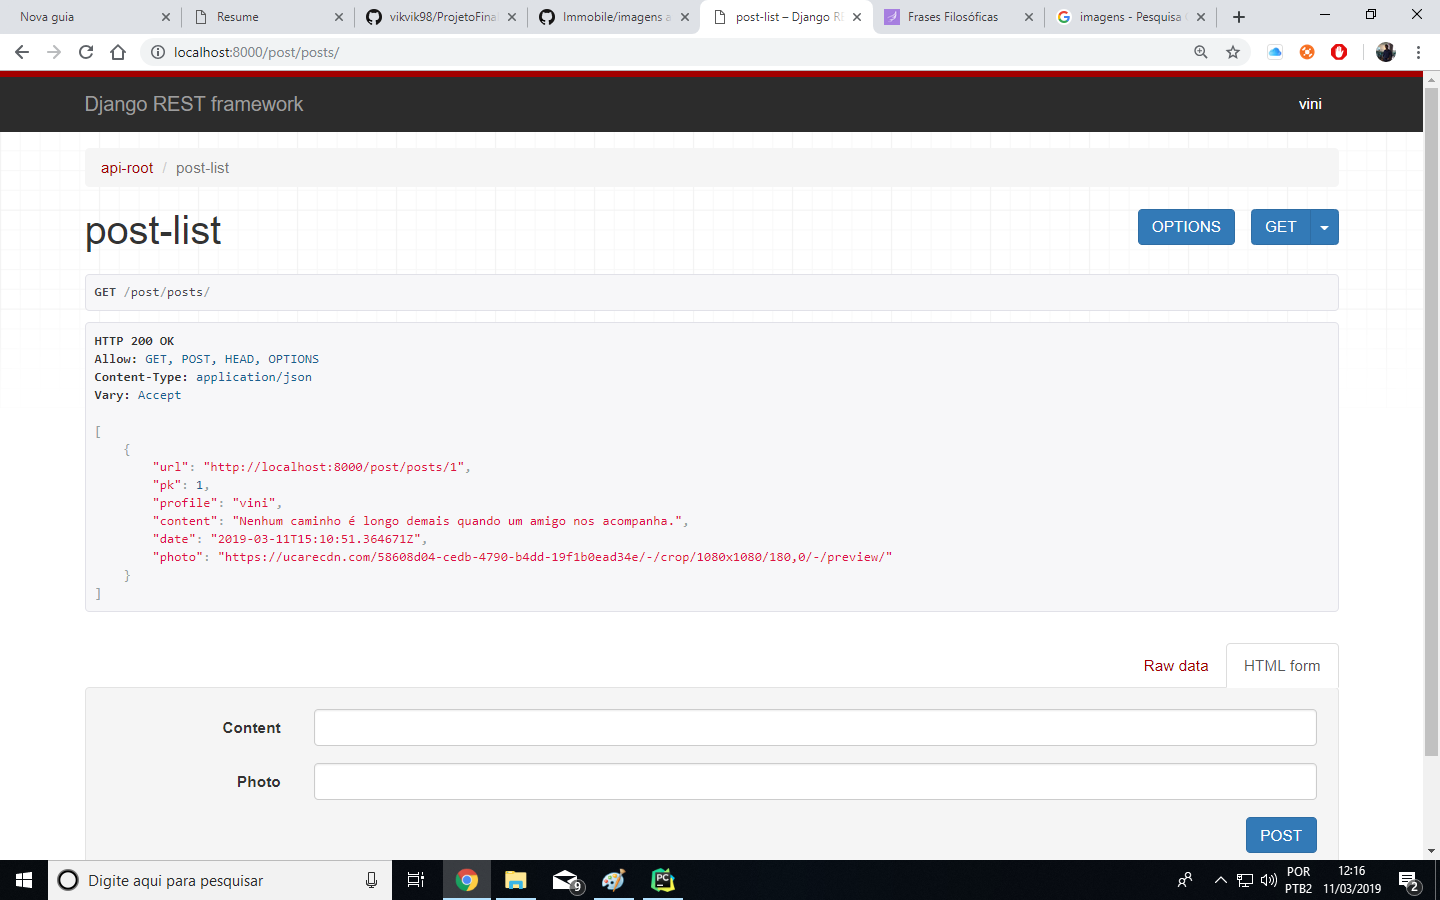 Nova guia
Resume
vikvik98/ProjetoFinal
Immobile/imagens a
post-list – Django RE
Frases Filosóficas
imagens - Pesquisa
localhost:8000/post/posts/
Django REST framework
vini
api-root / post-list
post-list
OPTIONS
GET
GET /post/posts/
HTTP 200 OK
Allow: GET, POST, HEAD, OPTIONS
Content-Type: application/json
Vary: Accept
[
{
"url": "http://localhost:8000/post/posts/1",
"pk": 1,
"profile": "vini",
"content": "Nenhum caminho é longo demais quando um amigo nos acompanha.",
"date": "2019-03-11T15:10:51.364671Z",
"photo": "https://ucarecdn.com/58608d04-cedb-4790-b4dd-19f1b0ead34e/-/crop/1080x1080/180,0/-/preview/"
}
]
Raw data
HTML form
Content
Photo
POST
Digite aqui para pesquisar
9
PC
POR
PTB2
12:16
11/03/2019
2